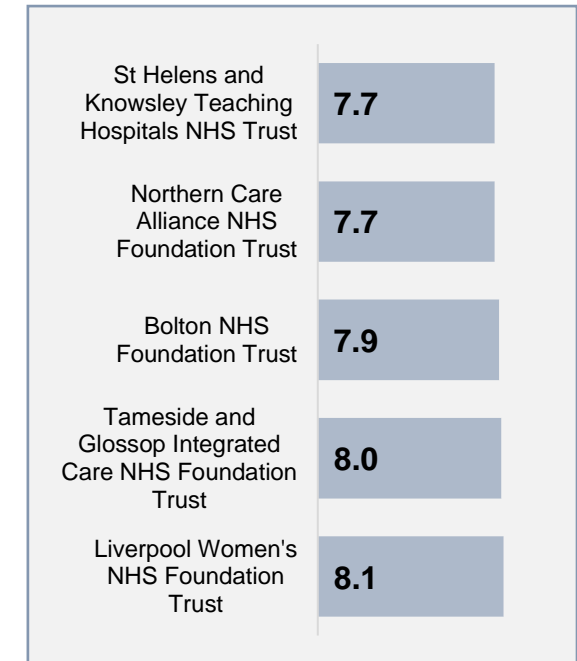 St Helens and
Knowsley Teaching
Hospitals NHS Trust
7.7
Northern Care
Alliance NHS
Foundation Trust
7.7
Bolton NHS
Foundation Trust
7.9
Tameside and
Glossop Integrated
Care NHS Foundation
Trust
8.0
Liverpool Women's
NHS Foundation
Trust
8.1